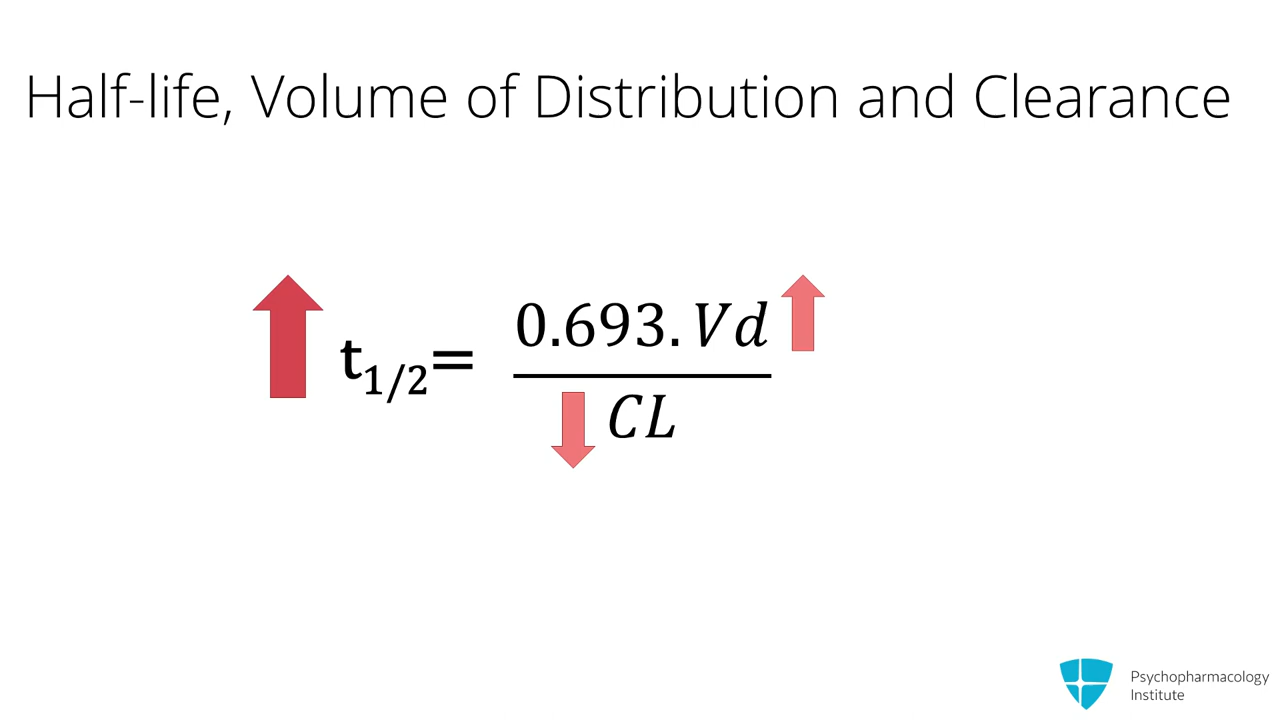 Half-life, Volume of Distribution and Clearance
0.693. Vd
t1/2=
CL
Psychopharmacology
Institute